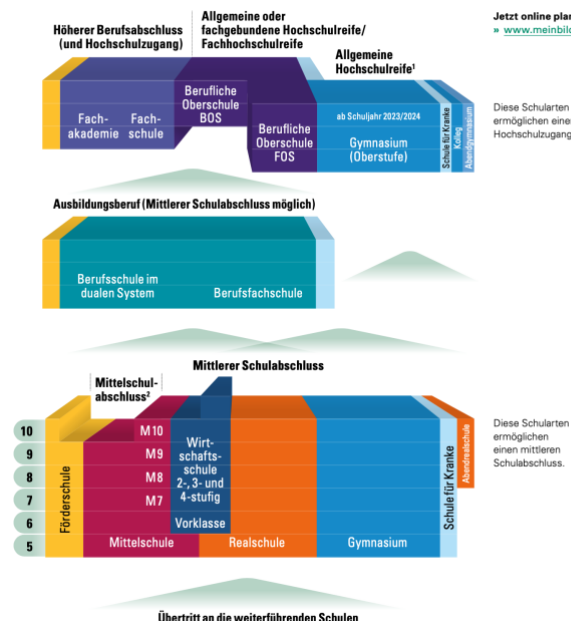 Allgemeine oder
fachgebundene Hochschulreife/
Fachhochschulreife
Höherer Berufsabschluss
(und Hochschulzugang)
Allgemeine
Hochschulreife¹
Jetzt online
» www.meinbild
Fach-
akademie
Fach-
schule
Berufliche
Oberschule
BOS
Berufliche
Oberschule
FOS
ab Schuljahr 2023/2024
Gymnasium
(Oberstufe)
Schule für Kranke
Kolleg
Abendgymnasium
Diese Schularten
ermöglichen einen
Hochschulzugang
Ausbildungsberuf (Mittlerer Schulabschluss möglich)
Berufsschule im
dualen System
Berufsfachschule
Mittlerer Schulabschluss
Mittelschul-
abschluss²
10
9
8
7
6
5
Förderschule
M10
M9
M8
M7
Mittelschule
Wirt-
schafts-
schule
2-, 3- und
4-stufig
Vorklasse
Realschule
Gymnasium
Schule für Kranke
Abendrealschule
Diese Schularten
ermöglichen
einen mittleren
Schulabschluss.
Übertritt an die weiterführenden Schulen